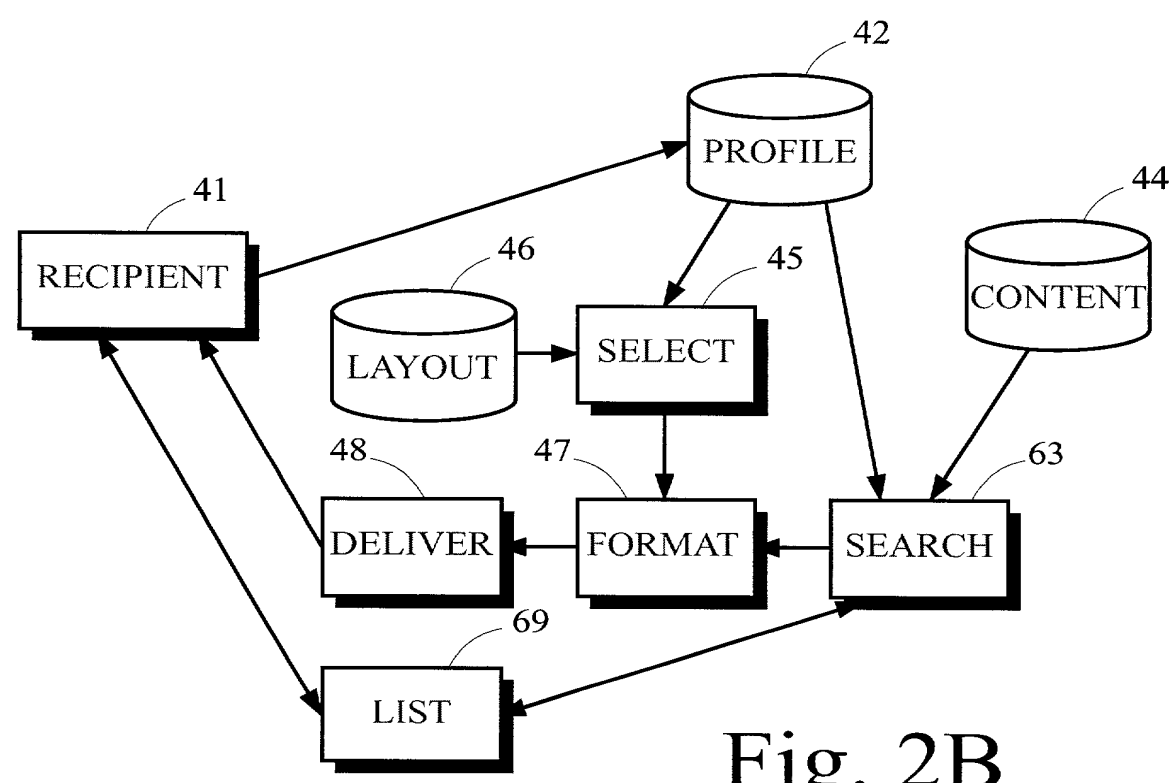 42
PROFILE
41
RECIPIENT
44
CONTENT
46
LAYOUT
45
SELECT
48
DELIVER
47
FORMAT
63
SEARCH
69
LIST
Fig. 2B